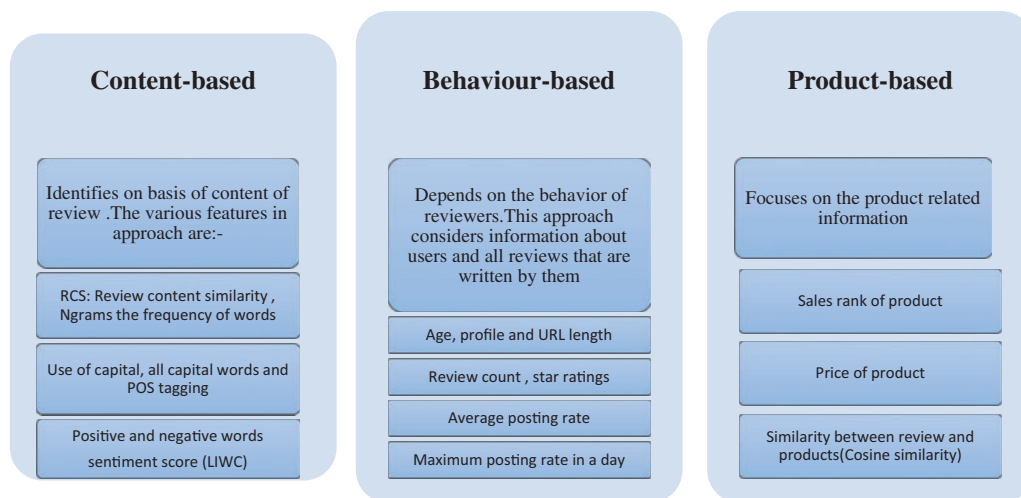 Content-based
Identifies on basis of content of
review .The various features in
approach are:-
RCS: Review content similarity ,
Ngrams the frequency of words
Use of capital, all capital words and
POS tagging
Positive and negative words
sentiment score (LIWC)
Behaviour-based
Depends on the behavior of
reviewers.This approach
considers information about
users and all reviews that are
written by them
Age, profile and URL length
Review count , star ratings
Average posting rate
Maximum posting rate in a day
Product-based
Focuses on the product related
information
Sales rank of product
Price of product
Similarity between review and
products(Cosine similarity)